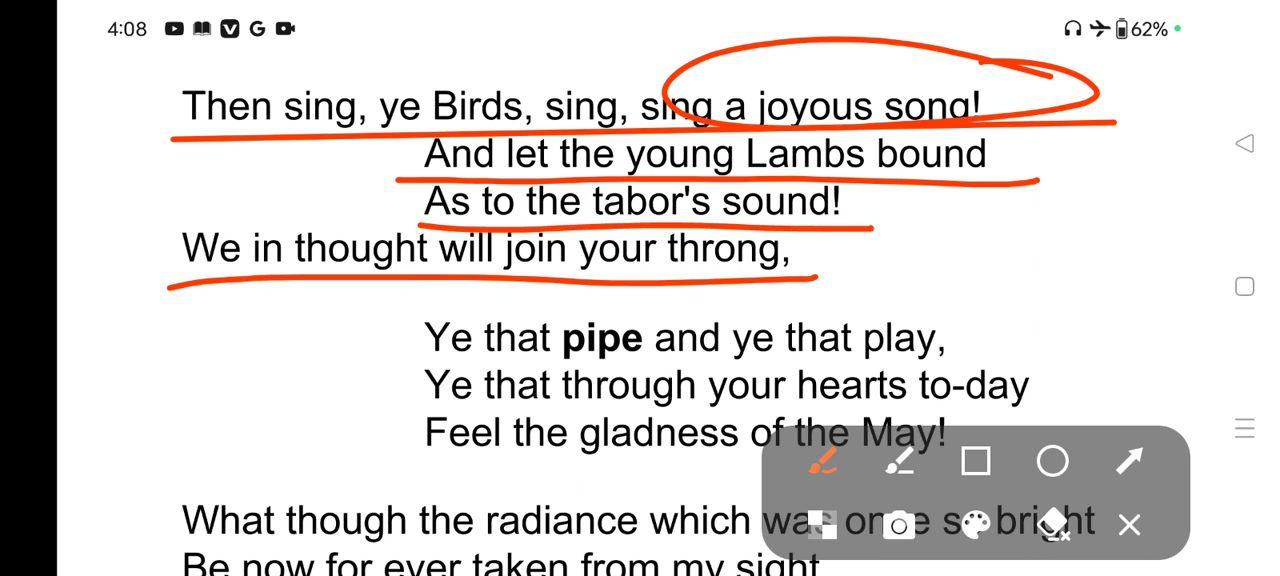 4:08
62%
Then sing, ye Birds, sing, sing a joyous song!
And let the young Lambs bound
As to the tabor's sound!
We in thought will join your throng,
Ye that pipe and ye that play,
Ye that through your hearts to-day
Feel the gladness of the May!
What though the radiance which was once so bright
Be now for ever taken from my sight